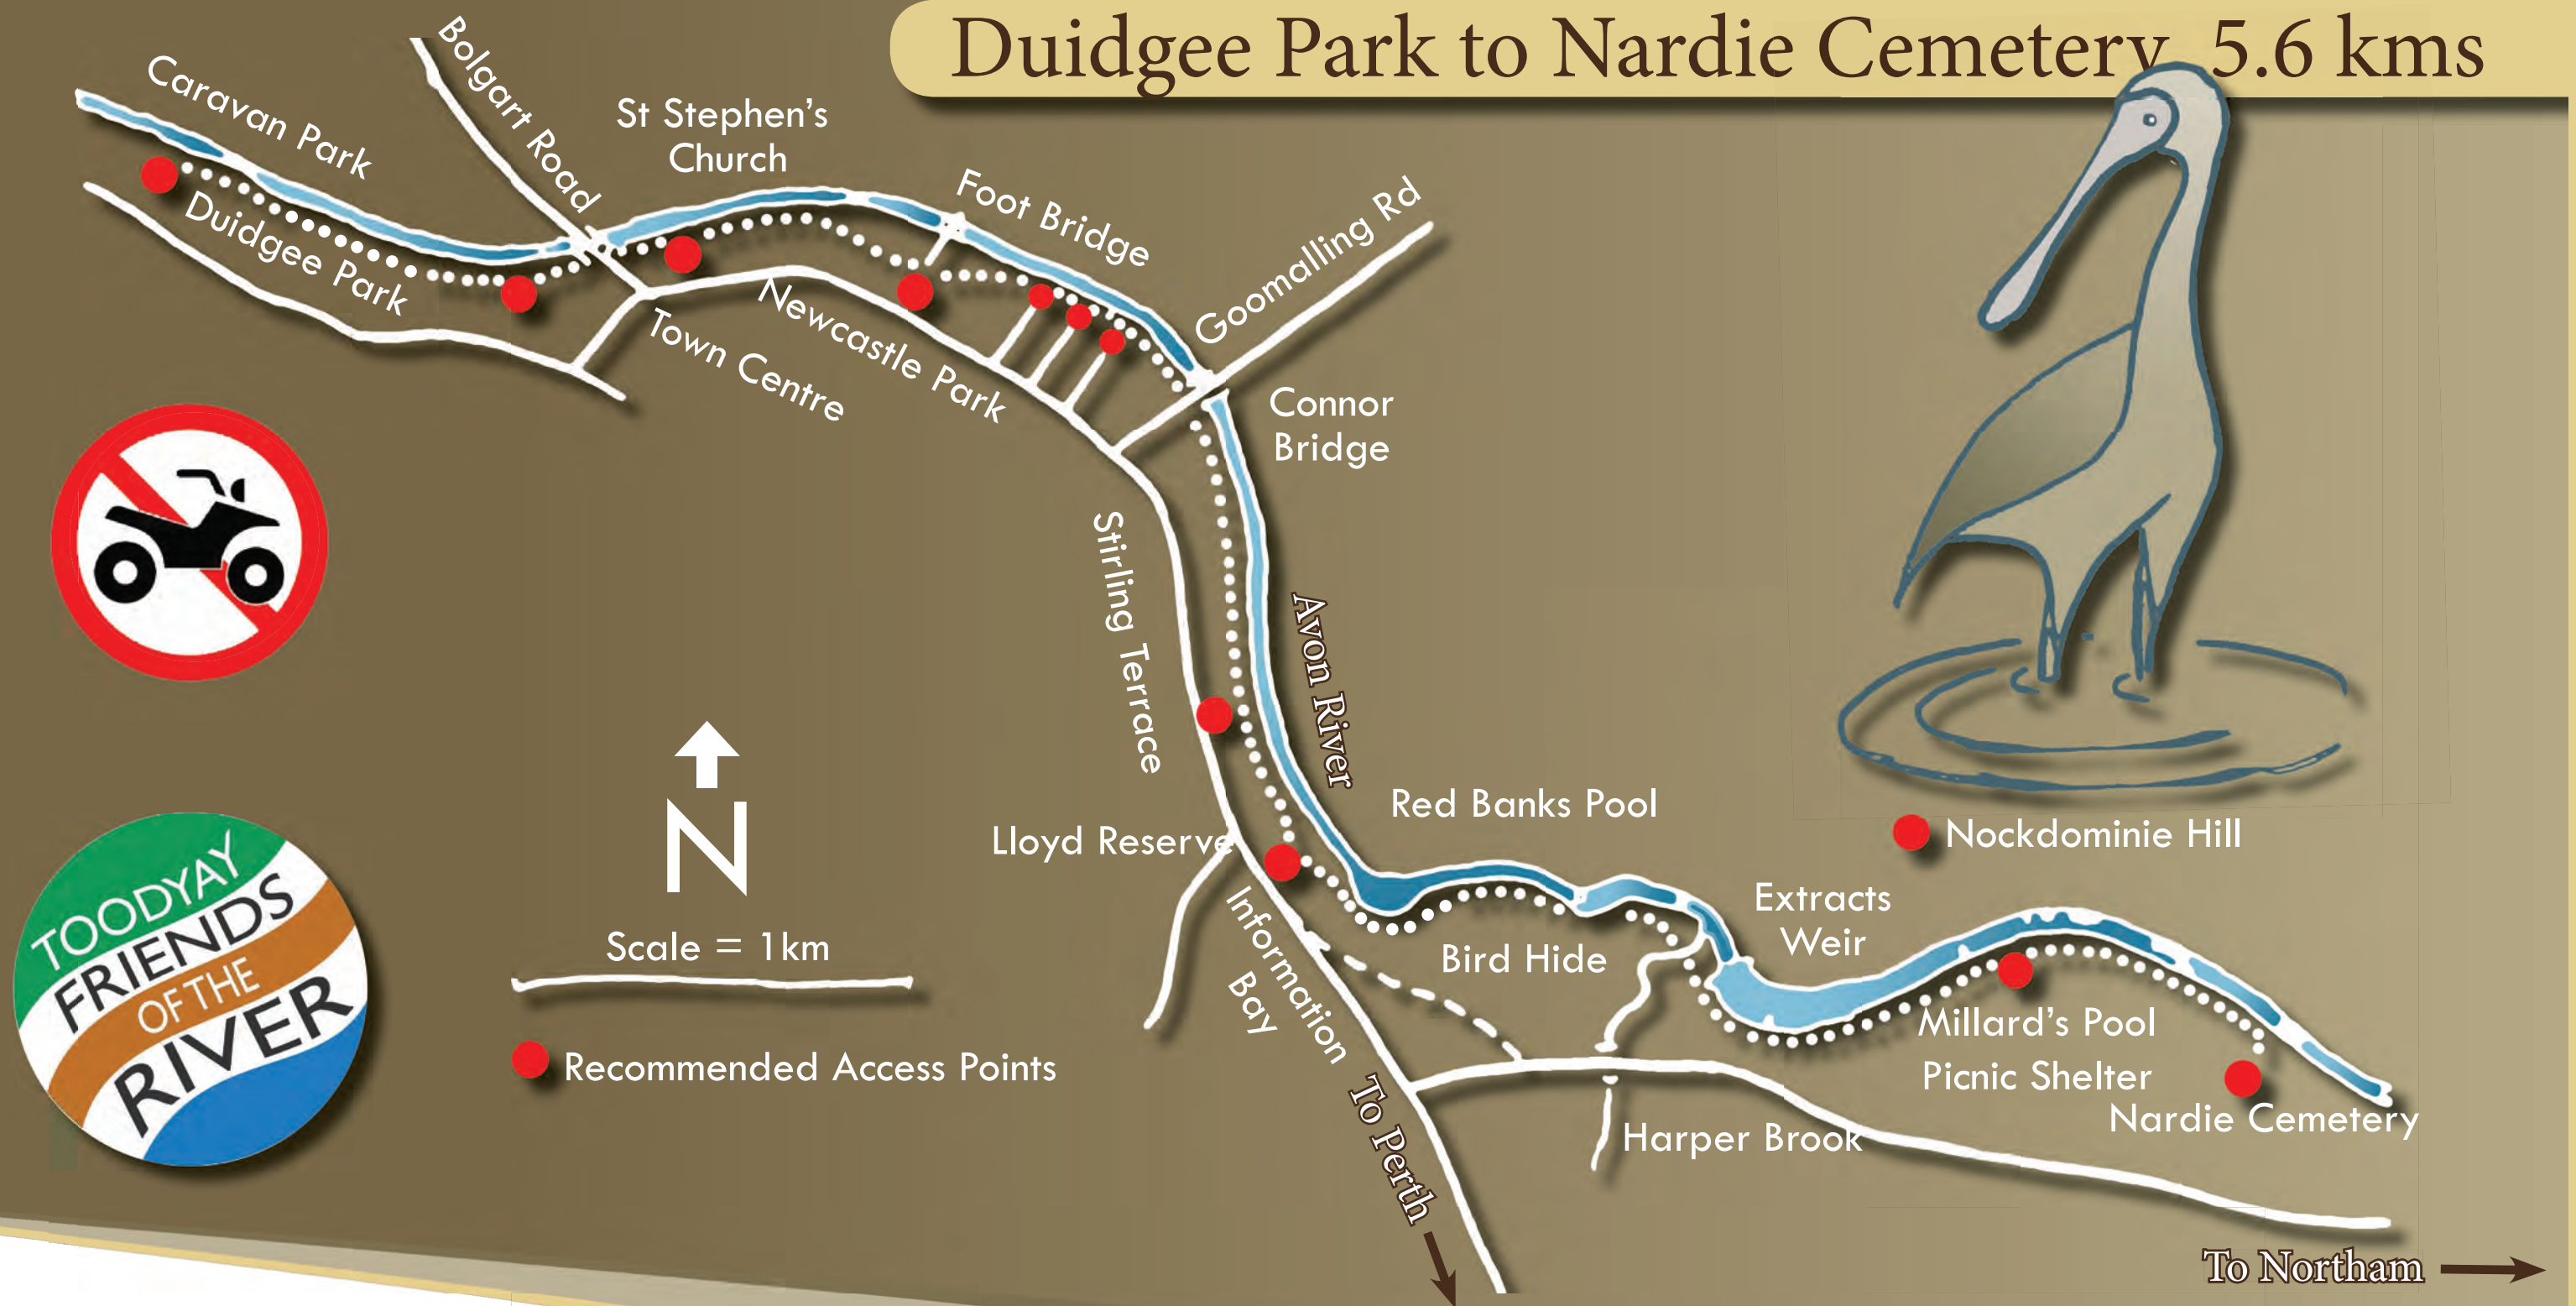 Duidgee Park to Nardie Cemetery 5.6 kms
Caravan Park
Bolgart Road
St Stephen's
Church
Foot Bridge
Goomalling Rd
Duidgee Park
Town Centre
Newcastle Park
Connor
Bridge
Stirling Terrace
Avon River
Red Banks Pool
Lloyd Reserve
Nockdominie Hill
Extracts
Weir
Information
Bay
Bird Hide
Millard's Pool
Picnic Shelter
Nardie Cemetery
Harper Brook
To Perth
To Northam
N
Scale = 1km
Recommended Access Points
TOODYAY
FRIENDS
OF THE
RIVER